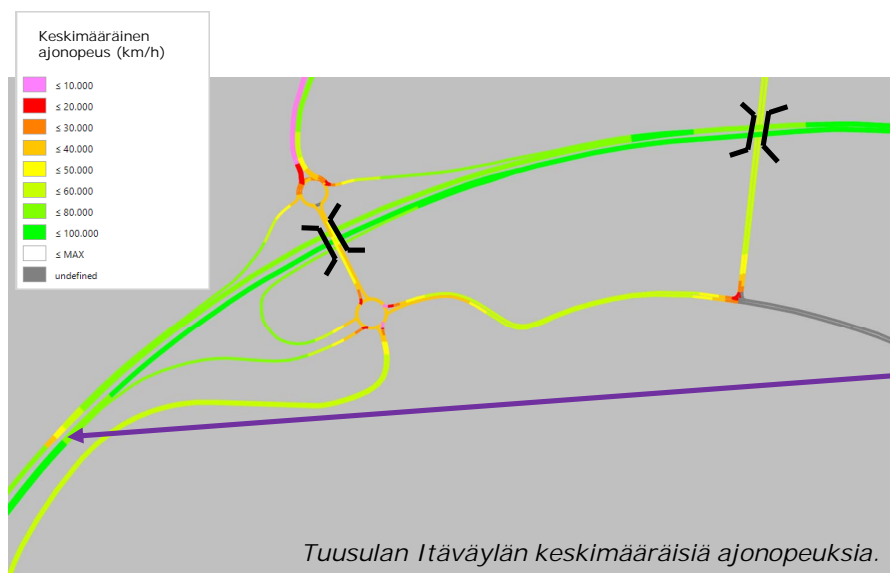 Keskimääräinen
ajonopeus (km/h)
≤ 10.000
≤ 20.000
≤ 30.000
≤ 40.000
≤ 50.000
≤ 60.000
≤ 80.000
≤ 100.000
≤ MAX
undefined
Tuusulan Itäväylän keskimääräisiä ajonopeuksia.